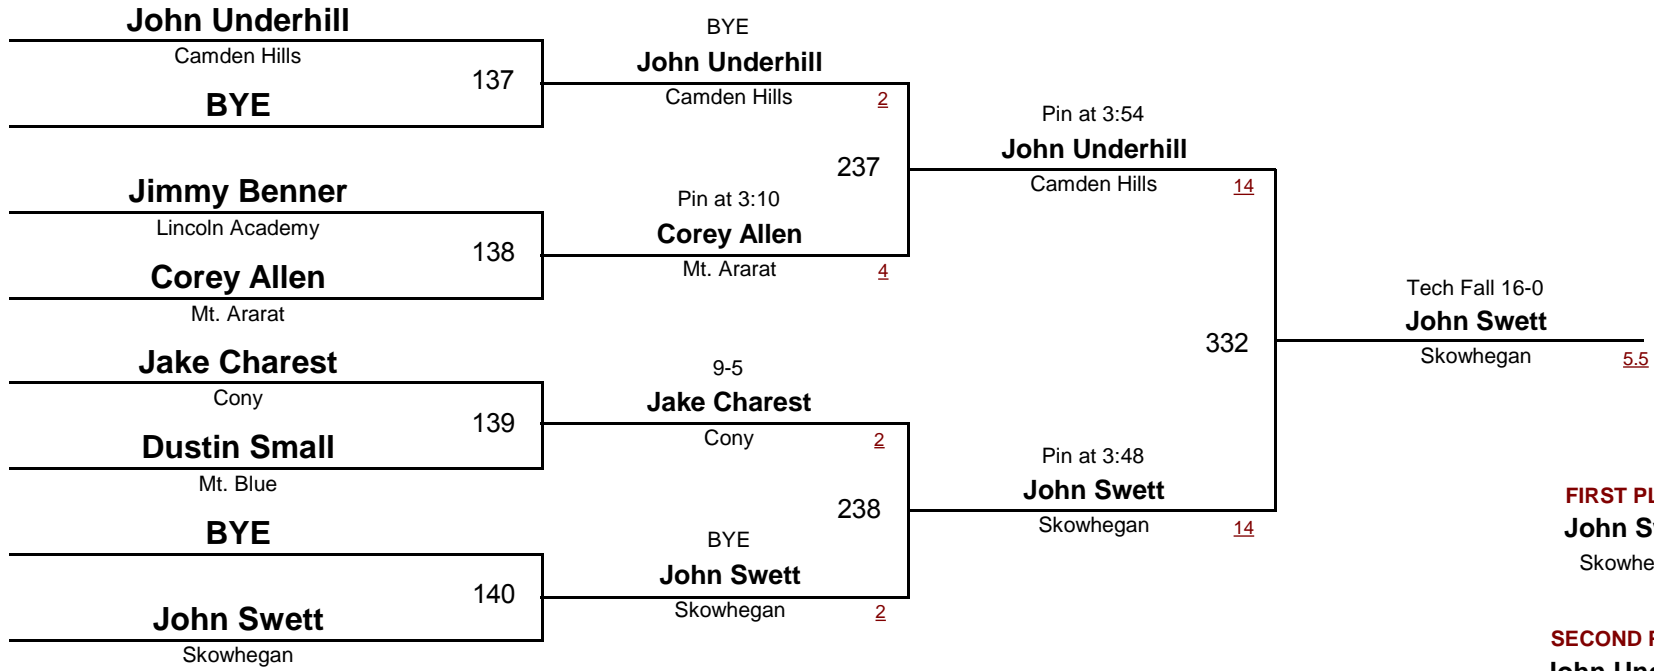 John Underhill
Camden Hills
137
BYE
Jimmy Benner
Lincoln Academy
138
Corey Allen
Mt. Ararat
Jake Charest
Cony
139
Dustin Small
Mt. Blue
BYE
140
John Swett
Skowhegan
BYE
John Underhill
Camden Hills 2
237
Pin at 3:10
Corey Allen
Mt. Ararat 4
9-5
Jake Charest
Cony 2
238
BYE
John Swett
Skowhegan 2
Pin at 3:54
John Underhill
Camden Hills 14
332
Pin at 3:48
John Swett
Skowhegan 14
Tech Fall 16-0
John Swett
Skowhegan 5.5
FIRST
John
SECOND
John